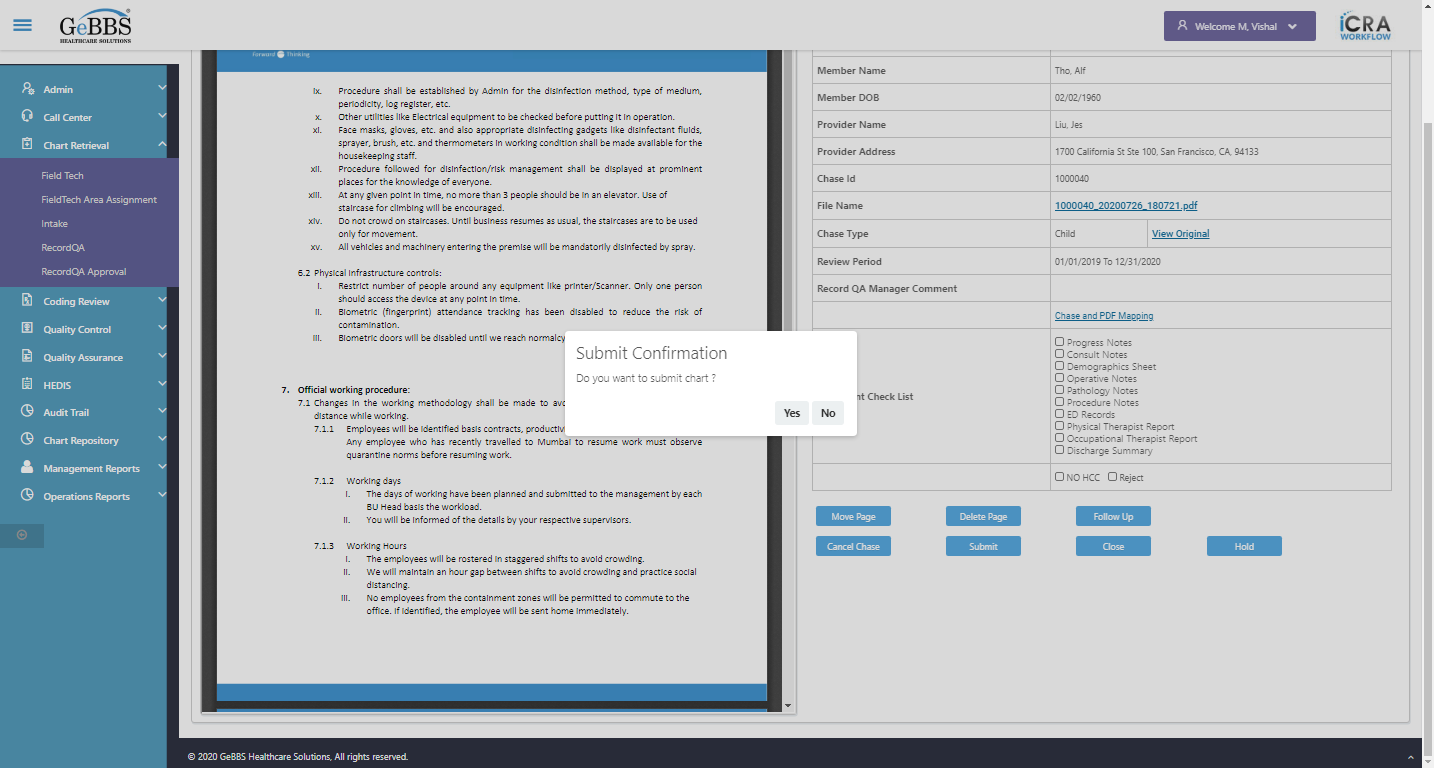 GeBBS
HEALTHCARE SOLUTIONS
Welcome M, Vishal
iCRA
WORKFLOW
Admin
Call Center
Chart Retrieval
Field Tech
FieldTech Area Assignment
Intake
RecordQA
RecordQA Approval
Coding Review
Quality Control
Quality Assurance
HEDIS
Audit Trail
Chart Repository
Management Reports
Operations Reports
Forward Thinking
ix. Procedure shall be established by Admin for the disinfection method, type of medium,
periodicity, log register, etc.
x. Other utilities like Electrical equipment to be checked before putting it in operation.
xi. Face masks, gloves, etc. and also appropriate disinfecting gadgets like disinfectant fluids,
sprayer, brush, etc. and thermometers in working condition shall be made available for the
housekeeping staff.
xii. Procedure followed for disinfection/risk management shall be displayed at prominent
places for the knowledge of everyone.
xiii. At any given point in time, no more than 3 people should be in an elevator. Use of
staircase for climbing will be encouraged.
xiv. Do not crowd on staircases. Until business resumes as usual, the staircases are to be used
only for movement.
xv. All vehicles and machinery entering the premise will be mandatorily disinfected by spray.
6.2 Physical infrastructure controls:
i. Restrict number of people around any equipment like printer/Scanner. Only one person
should access the device at any point in time.
ii. Biometric (fingerprint) attendance tracking has been disabled to reduce the risk of
contamination.
iii. Biometric doors will be disabled until we reach normalcy
7. Official working procedure:
7.1 Changes in the working methodology shall be made to
distance while working.
7.1.1 Employees will be identified basis contracts,
Any employee who has recently travelled to Mumbai to resume work must observe
quarantine norms before resuming work.
7.1.2 Working days
i. The days of working have been planned and submitted to the management by each
BU Head basis the workload.
ii. You will be informed of the details by your respective supervisors.
7.1.3 Working Hours
i. The employees will be rostered in staggered shifts to avoid crowding.
ii. We will maintain an hour gap between shifts to avoid crowding and practice social
distancing.
iii. No employees from the containment zones will be permitted to commute to the
office. If identified, the employee will be sent home immediately.
Submit Confirmation
Do you want to submit chart ?
Yes No
Member Name Tho, Alf
Member DOB 02/02/1960
Provider Name Liu, Jes
Provider Address 1700 California St Ste 100, San Francisco, CA, 94133
Chase Id 1000040
File Name 1000040_20200726_180721.pdf
Chase Type Child View Original
Review Period 01/01/2019 To 12/31/2020
Record QA Manager Comment
Chase and PDF Mapping
Check List
Progress Notes
Consult Notes
Demographics Sheet
Operative Notes
Pathology Notes
Procedure Notes
ED Records
Physical Therapist Report
Occupational Therapist Report
Discharge Summary
NO HCC Reject
Move Page Delete Page Follow Up
Cancel Chase Submit Close Hold
© 2020 GeBBS Healthcare Solutions, All rights reserved.